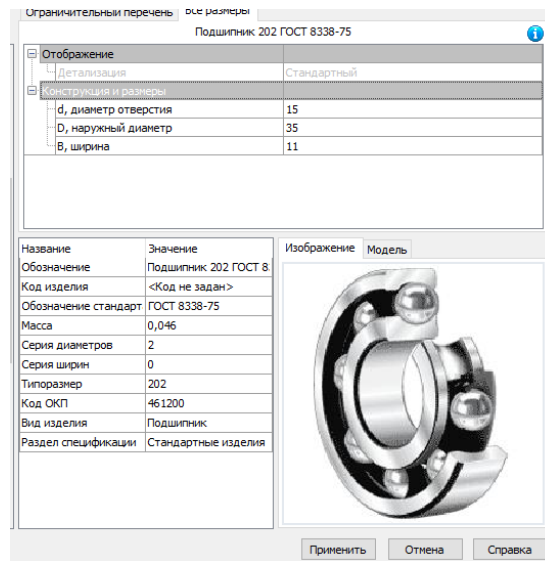 Ограничительный перечень Все размеры
Подшипник 202 ГОСТ 8338-75
Отображение
Детализация Стандартный
Конструкция и размеры
d, диаметр отверстия 15
D, наружный диаметр 35
B, ширина 11
Название Значение
Обозначение Подшипник 202 ГОСТ 8
Код изделия <Код не задан>
Обозначение стандарт ГОСТ 8338-75
Масса 0,046
Серия диаметров 2
Серия ширин 0
Типоразмер 202
Код ОКП 461200
Вид изделия Подшипник
Раздел спецификации Стандартные изделия
Изображение Модель
Применить Отмена Справка